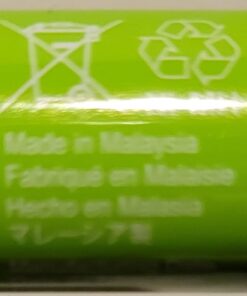 Made in Malaysia
Fabriqué en Malaisie
Hecho en Malasia
マレーシア製